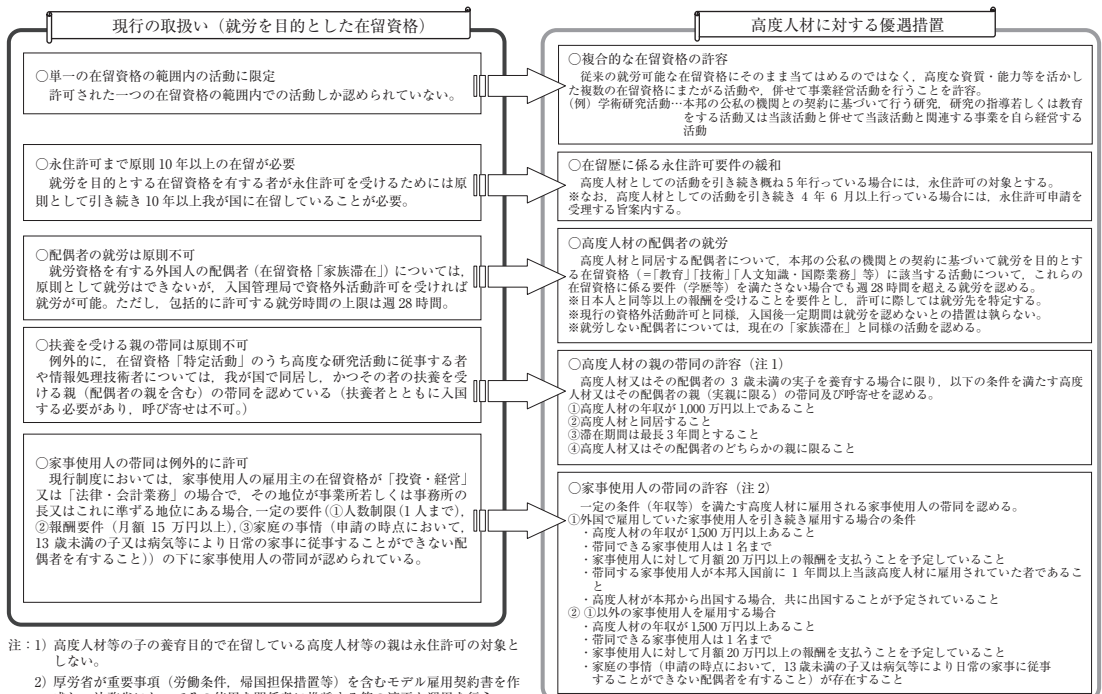 現行の取扱い（就労を目的とした在留資格）
○単一の在留資格の範囲内の活動に限定
許可された一つの在留資格の範囲内での活動しか認められていない。
○永住許可まで原則 10 年以上の在留が必要
就労を目的とする在留資格を有する者が永住許可を受けるためには原
則として引き続き 10 年以上我が国に在留していることが必要。
○配偶者の就労は原則不可
就労資格を有する外国人の配偶者（在留資格「家族滞在」）については，
原則として就労はできないが，入国管理局で資格外活動許可を受ければ
就労が可能。ただし，包括的に許可する就労時間の上限は週 28 時間。
○扶養を受ける親の帯同は原則不可
例外的に，在留資格「特定活動」のうち高度な研究活動に従事する者
や情報処理技術者については，我が国で同居し，かつその者の扶養を受
ける親（配偶者の親を含む）の帯同を認めている（扶養者とともに入国
する必要があり，呼び寄せは不可。）
○家事使用人の帯同は例外的に許可
現行制度においては，家事使用人の雇用主の在留資格が「投資・経営」
又は「法律・会計業務」の場合で，その地位が事業所若しくは事務所の
長又はこれに準ずる地位にある場合，一定の要件（①人数制限（1 人まで），
②報酬要件（月額 15 万円以上），③家庭の事情（申請の時点において，
13 歳未満の子又は病気等により日常の家事に従事することができない配
偶者を有すること））の下に家事使用人の帯同が認められている。
高度人材に対する優遇措置
○複合的な在留資格の許容
従来の就労可能な在留資格にそのまま当てはめるのではなく，高度な資質・能力等を活かし
た複数の在留資格にまたがる活動や，併せて事業経営活動を行うことを許容。
（例）学術研究活動…本邦の公私の機関との契約に基づいて行う研究，研究の指導若しくは教育
をする活動又は当該活動と併せて当該活動と関連する事業を自ら経営する
活動
○在留歴に係る永住許可要件の緩和
高度人材としての活動を引き続き概ね 5 年行っている場合には，永住許可の対象とする。
※なお，高度人材としての活動を引き続き 4 年 6 月以上行っている場合には，永住許可申請を
受理する旨案内する。
○高度人材の配偶者の就労
高度人材と同居する配偶者について，本邦の公私の機関との契約に基づいて就労を目的とす
る在留資格（＝「教育」「技術」「人文知識・国際業務」等）に該当する活動について，これらの
在留資格に係る要件（学歴等）を満たさない場合でも週 28 時間を超える就労を認める。
※日本人と同等以上の報酬を受けることを要件とし，許可に際しては就労先を特定する。
※現行の資格外活動許可と同様，入国後一定期間は就労を認めないとの措置は執らない。
※就労しない配偶者については，現在の「家族滞在」と同様の活動を認める。
○高度人材の親の帯同の許容（注 1）
高度人材又はその配偶者の 3 歳未満の実子を養育する場合に限り，以下の条件を満たす高度
人材又はその配偶者の親（実親に限る）の帯同及び呼寄せを認める。
①高度人材の年収が 1,000 万円以上であること
②高度人材と同居すること
③滞在期間は最長 3 年間とすること
④高度人材又はその配偶者のどちらかの親に限ること
○家事使用人の帯同の許容（注 2）
一定の条件（年収等）を満たす高度人材に雇用される家事使用人の帯同を認める。
①外国で雇用していた家事使用人を引き続き雇用する場合の条件
・高度人材の年収が 1,500 万円以上あること
・帯同できる家事使用人は 1 名まで
・家事使用人に対して月額 20 万円以上の報酬を支払うことを予定していること
・帯同する家事使用人が本邦入国前に 1 年間以上当該高度人材に雇用されていた者であるこ
と
・高度人材が本邦から出国する場合，共に出国することが予定されていること
② ①以外の家事使用人を雇用する場合
・高度人材の年収が 1,500 万円以上あること
・帯同できる家事使用人は 1 名まで
・家事使用人に対して月額 20 万円以上の報酬を支払うことを予定していること
・家庭の事情（申請の時点において，13 歳未満の子又は病気等により日常の家事に従事
することができない配偶者を有すること）が存在すること
注：1）高度人材等の子の養育目的で在留している高度人材等の親は永住許可の対象と
しない。
2）厚労省が重要事項（労働条件，帰国担保措置等）を含むモデル雇用契約書を作